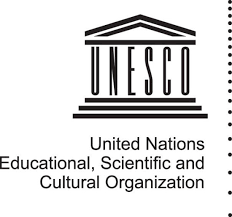 UNESCO
United Nations
Educational, Scientific and
Cultural Organization